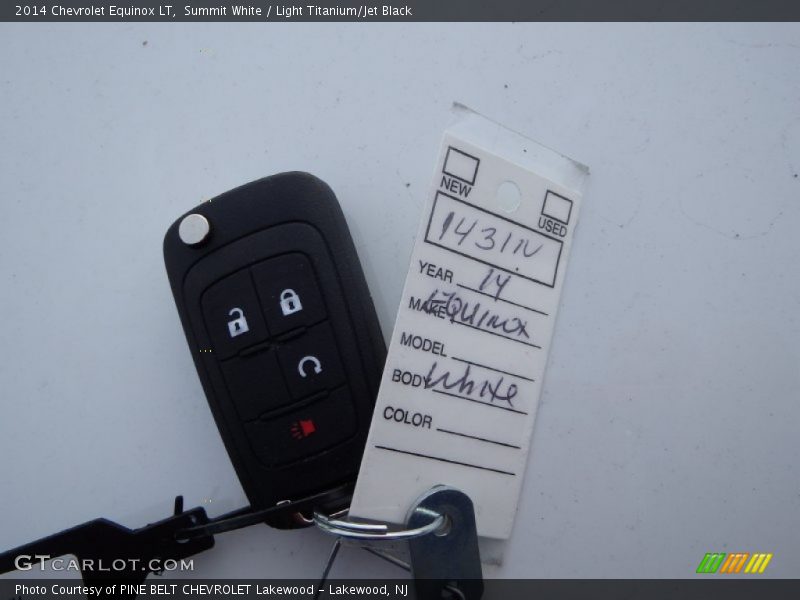 2014 Chevrolet Equinox LT,  Summit White / Light Titanium/Jet Black
NEW
USED
1431N
YEAR 14
MAKE EQUINOX
MODEL
BODY White
COLOR
GTCARLOT.COM
Photo Courtesy of PINE BELT CHEVROLET Lakewood - Lakewood, NJ